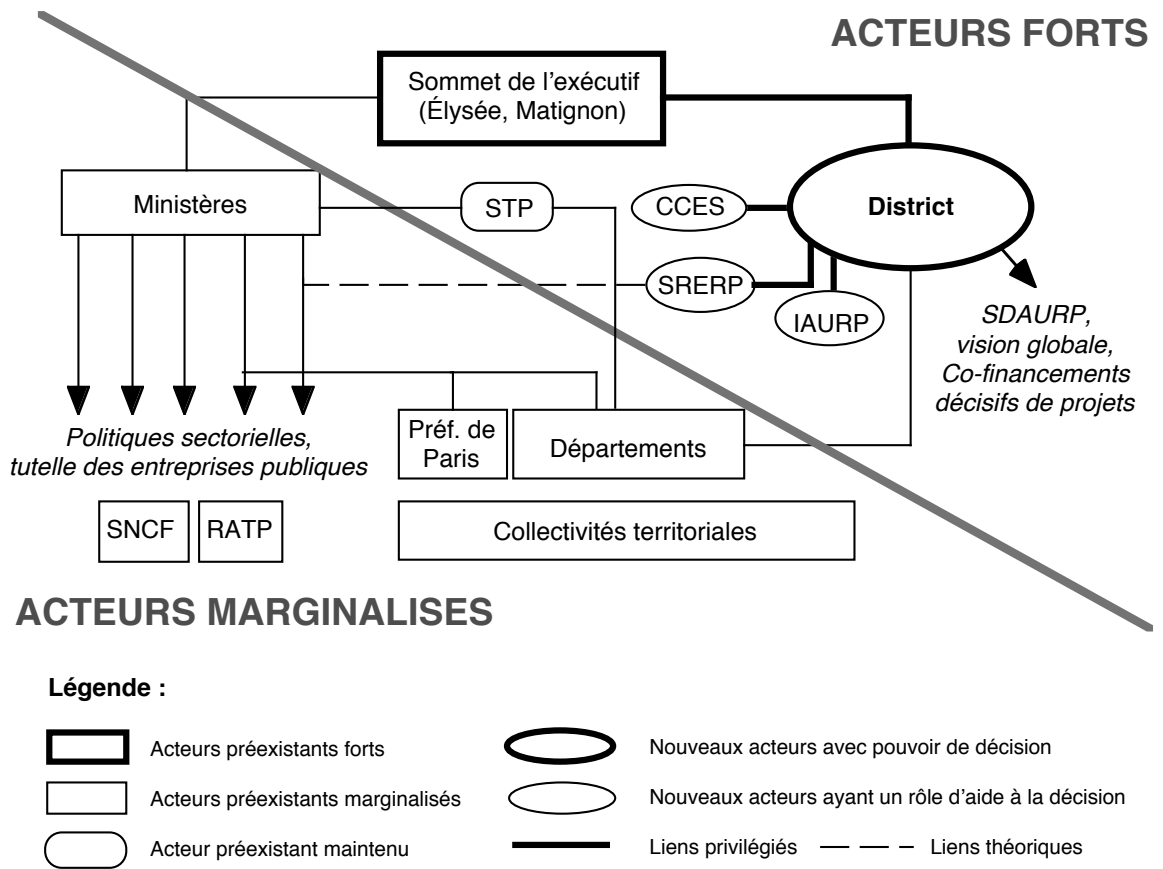 ACTEURS FORTS
Sommet de l'exécutif
(Élysée, Matignon)
Ministères
STP
CCES
District
SRERP
IAURP
SDAURP,
vision globale,
Co-financements
décisifs de projets
Politiques sectorielles,
tutelle des entreprises publiques
Préf. de
Paris
Départements
SNCF
RATP
Collectivités territoriales
ACTEURS MARGINALISES
Légende :
Acteurs préexistants forts
Nouveaux acteurs avec pouvoir de décision
Acteurs préexistants marginalisés
Nouveaux acteurs ayant un rôle d'aide à la décision
Acteur préexistant maintenu
Liens privilégiés
Liens théoriques